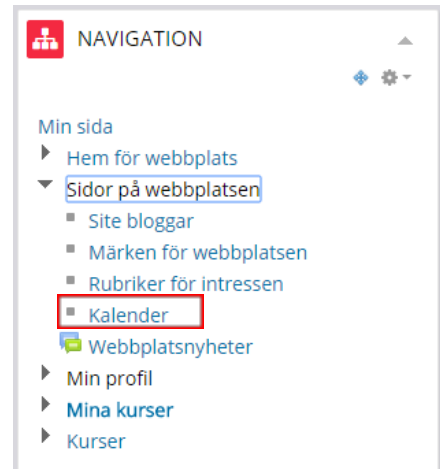 NAVIGATION
Min sida
Hem för webbplats
Sidor på webbplatsen
Site bloggar
Märken för webbplatsen
Rubriker för intressen
Kalender
Webbplatsnyheter
Min profil
Mina kurser
Kurser